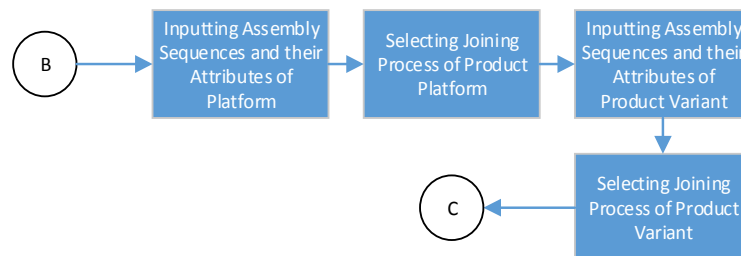 B
Inputting Assembly
Sequences and their
Attributes of
Platform
Selecting Joining
Process of Product
Platform
Inputting Assembly
Sequences and their
Attributes of
Product Variant
Selecting Joining
Process of Product
Variant
C